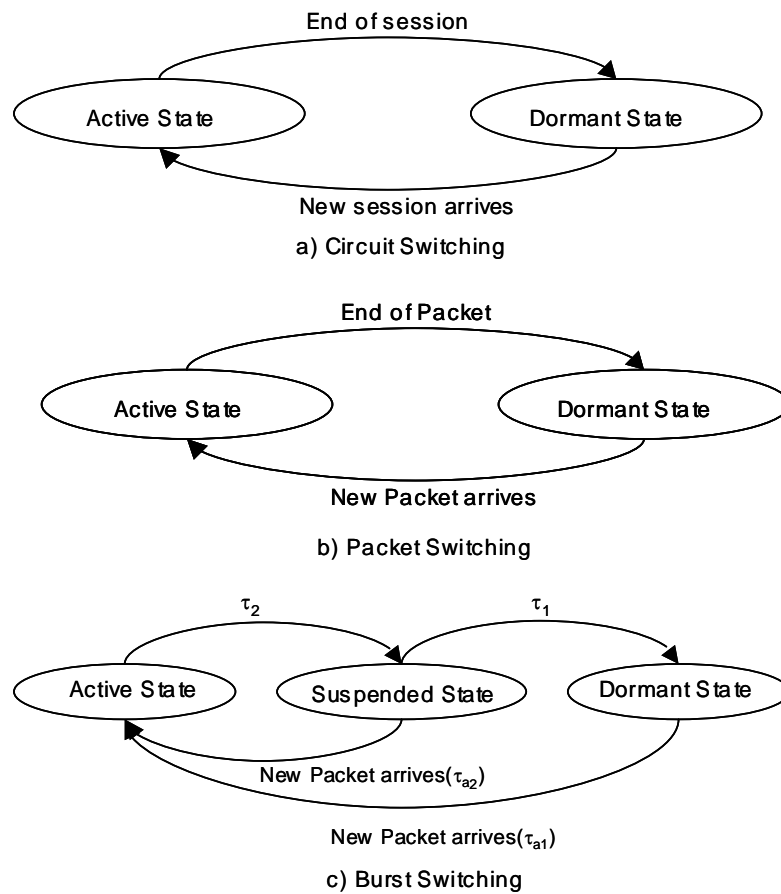 End of session
Active State
Dormant State
New session arrives
a) Circuit Switching
End of Packet
Active State
Dormant State
New Packet arrives
b) Packet Switching
τ2
τ1
Active State
Suspended State
Dormant State
New Packet arrives(τa2)
New Packet arrives(τa1)
c) Burst Switching